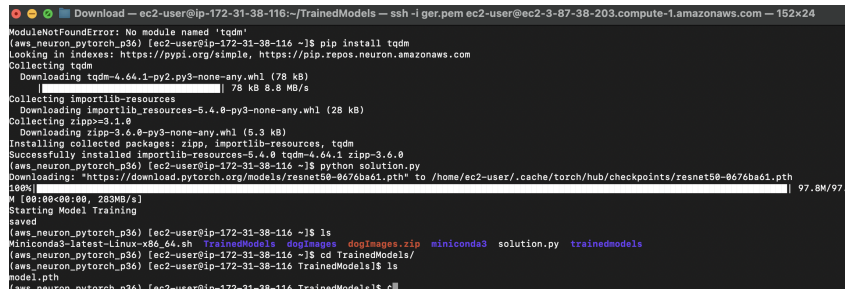 Download — ec2-user@ip-172-31-38-116:~/TrainedModels — ssh -i ger.pem ec2-user@ec2-3-87-38-203.compute-1.amazonaws.com — 152×24
ModuleNotFoundError: No module named 'tqdm'
(aws_neuron_pytorch_p36) [ec2-user@ip-172-31-38-116 ~]$ pip install tqdm
Looking in indexes: https://pypi.org/simple, https://pip.repos.neuron.amazonaws.com
Collecting tqdm
  Downloading tqdm-4.64.1-py2.py3-none-any.whl (78 kB)
     |████████████████████████████████| 78 kB 8.8 MB/s
Collecting importlib-resources
  Downloading importlib_resources-5.4.0-py3-none-any.whl (28 kB)
Collecting zipp>=3.1.0
  Downloading zipp-3.6.0-py3-none-any.whl (5.3 kB)
Installing collected packages: zipp, importlib-resources, tqdm
Successfully installed importlib-resources-5.4.0 tqdm-4.64.1 zipp-3.6.0
(aws_neuron_pytorch_p36) [ec2-user@ip-172-31-38-116 ~]$ python solution.py
Downloading: "https://download.pytorch.org/models/resnet50-0676ba61.pth" to /home/ec2-user/.cache/torch/hub/checkpoints/resnet50-0676ba61.pth
100%|████████████████████████████████| 97.8M/97.
M [00:00<00:00, 283MB/s]
Starting Model Training
saved
(aws_neuron_pytorch_p36) [ec2-user@ip-172-31-38-116 ~]$ ls
Miniconda3-latest-Linux-x86_64.sh  TrainedModels  dogImages  dogImages.zip  miniconda3  solution.py  trainedmodels
(aws_neuron_pytorch_p36) [ec2-user@ip-172-31-38-116 ~]$ cd TrainedModels/
(aws_neuron_pytorch_p36) [ec2-user@ip-172-31-38-116 TrainedModels]$ ls
model.pth
(aws_neuron_pytorch_p36) [ec2-user@ip-172-31-38-116 TrainedModels]$ C